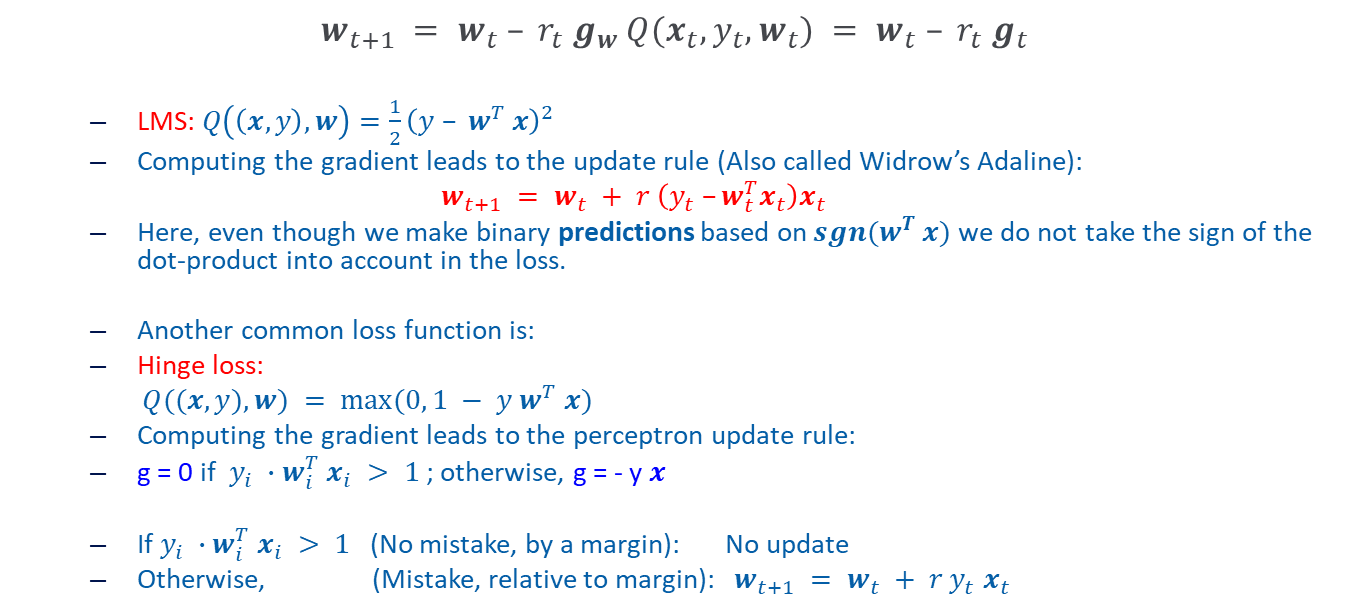 w_{t+1} = w_t – r_t g_w Q(x_t, y_t, w_t) = w_t – r_t g_t
– LMS: Q((x, y), w) = 1/2 (y – w^T x)^2
– Computing the gradient leads to the update rule (Also called Widrow’s Adaline):
w_{t+1} = w_t + r (y_t – w_t^T x_t) x_t
– Here, even though we make binary predictions based on sgn(w^T x) we do not take the sign of the
dot-product into account in the loss.
– Another common loss function is:
– Hinge loss:
Q((x, y), w) = max(0, 1 – y w^T x)
– Computing the gradient leads to the perceptron update rule:
– g = 0 if y_i · w_i^T x_i > 1 ; otherwise, g = - y x
– If y_i · w_i^T x_i > 1 (No mistake, by a margin): No update
– Otherwise, (Mistake, relative to margin): w_{t+1} = w_t + r y_t x_t